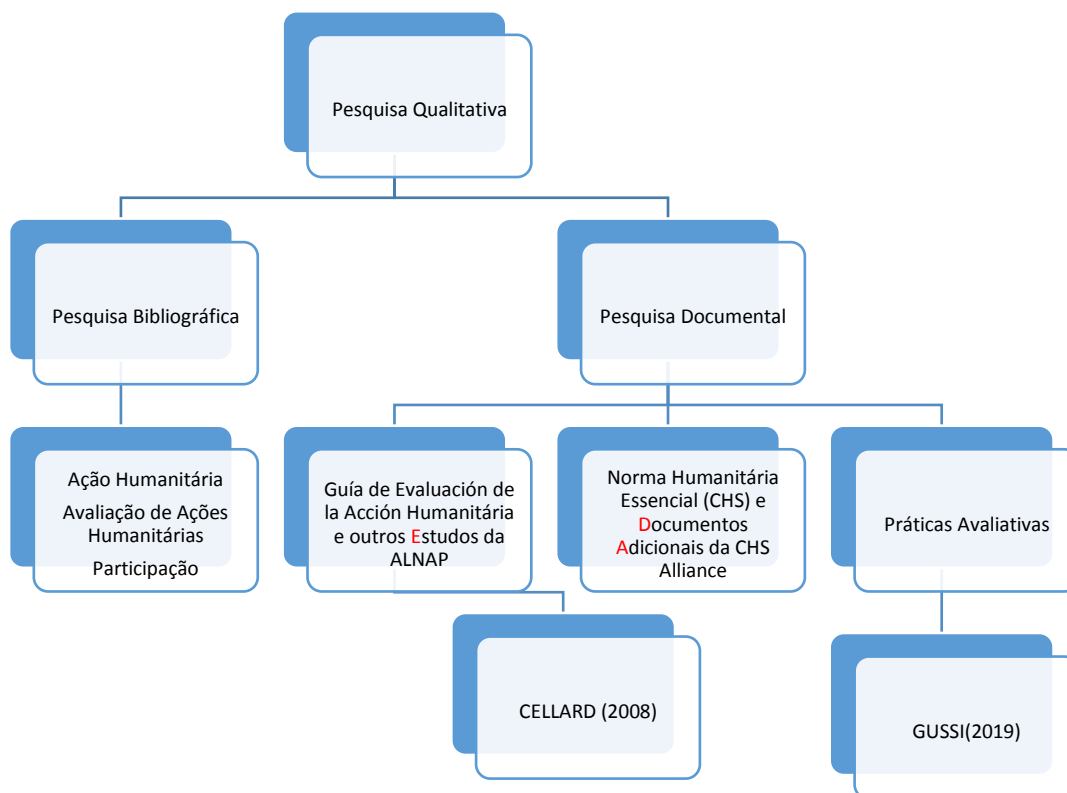 Pesquisa Qualitativa
Pesquisa Bibliográfica
Pesquisa Documental
Ação Humanitária
Avaliação de Ações
Humanitárias
Participação
Guía de Evaluación de
la Acción Humanitária
e outros Estudos da
ALNAP
Norma Humanitária
Essencial (CHS) e
Documentos
Adicionais da CHS
Alliance
Práticas Avaliativas
CELLARD (2008)
GUSSI(2019)